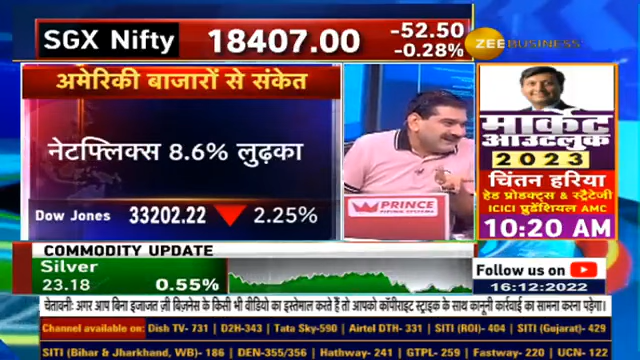 SGX Nifty 18407.00 -52.50
-0.28%
ZEE BUSINESS
अमेरिकी बाजारों से संकेत
नेटफ्लिक्स 8.6% लुढ़का
Dow Jones 33202.22 2.25%
PRINCE
PIPING SYSTEMS
मार्केट
आउटलुक
2023
चिंतन हरिया
हेड प्रोडक्ट्स & स्ट्रैटेजी
ICICI प्रुडेंशियल AMC
10:20 AM
COMMODITY UPDATE
Silver
23.18 0.55%
Follow us on
16:12:2022
चेतावनी: अगर आप बिना इजाजत ज़ी बिज़नेस के किसी भी वीडियो का इस्तेमाल करते हैं तो आपको कॉपीराइट स्ट्राइक के साथ कानूनी कार्रवाई का सामना करना पड़ेगा.
Channel available on: Dish TV- 731 | D2H-343 | Tata Sky-590 | Airtel DTH- 331 | SITI (ROI) - 404 | SITI (Gujarat) - 429
SITI (Bihar & Jharkhand, WB) - 186 | DEN-355/356 | Hathway- 241 | GTPL- 259 | Fastway- 220 | UCN- 122